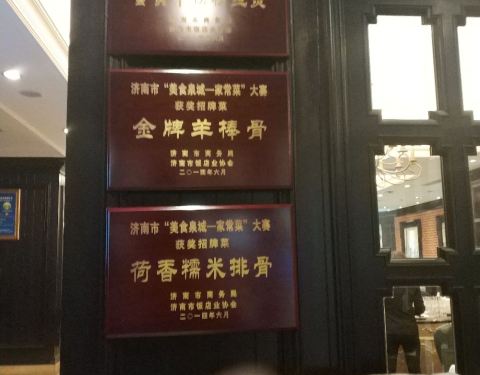 济南市“美食泉城一家常菜”大赛
获奖招牌菜
金牌羊棒骨
济南市商务局
济南市饭店业协会
二〇一四年六月
济南市“美食泉城一家常菜”大赛
获奖招牌菜
荷香糯米排骨
济南市商务局
济南市饭店业协会
二〇一四年六月